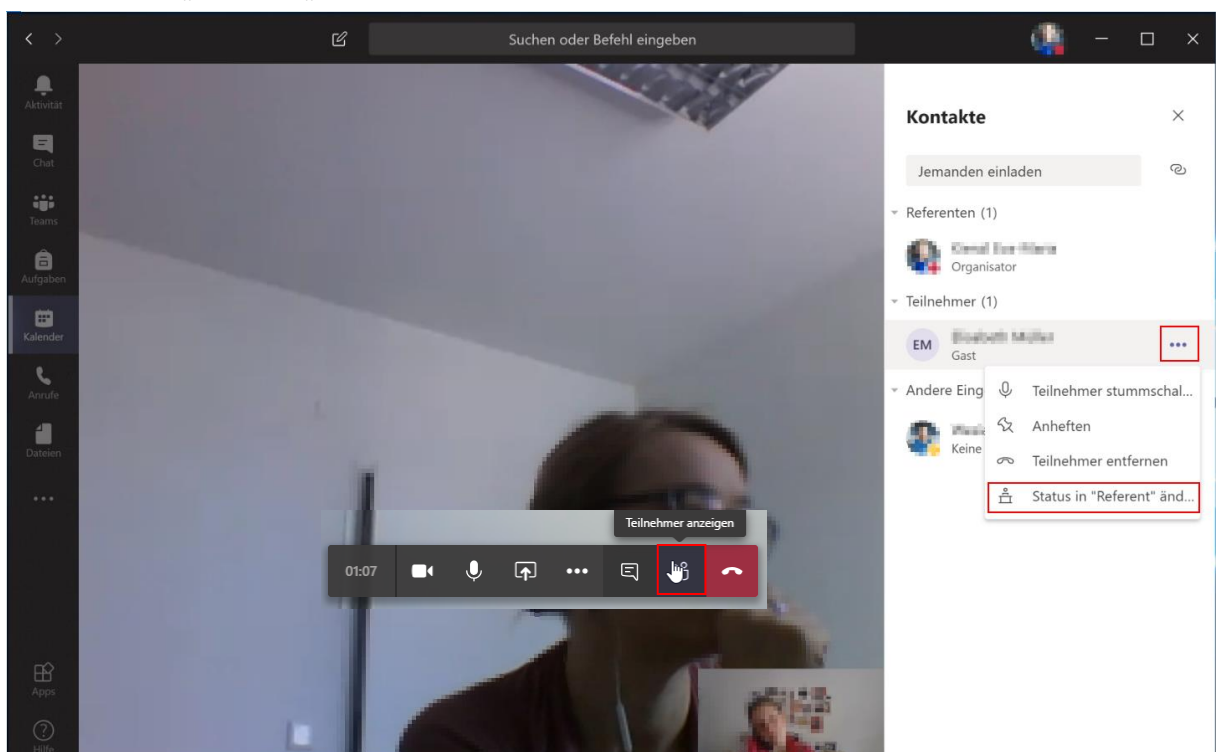 Suchen oder Befehl eingeben
Aktivität
Chat
Teams
Aufgaben
Kalender
Anrufe
Dateien
Apps
Hilfe
Teilnehmer anzeigen
01:07
Kontakte
Jemanden einladen
Referenten (1)
Organisator
Teilnehmer (1)
EM
Gast
Andere Eing
Keine
Teilnehmer stummschal...
Anheften
Teilnehmer entfernen
Status in "Referent" änd...